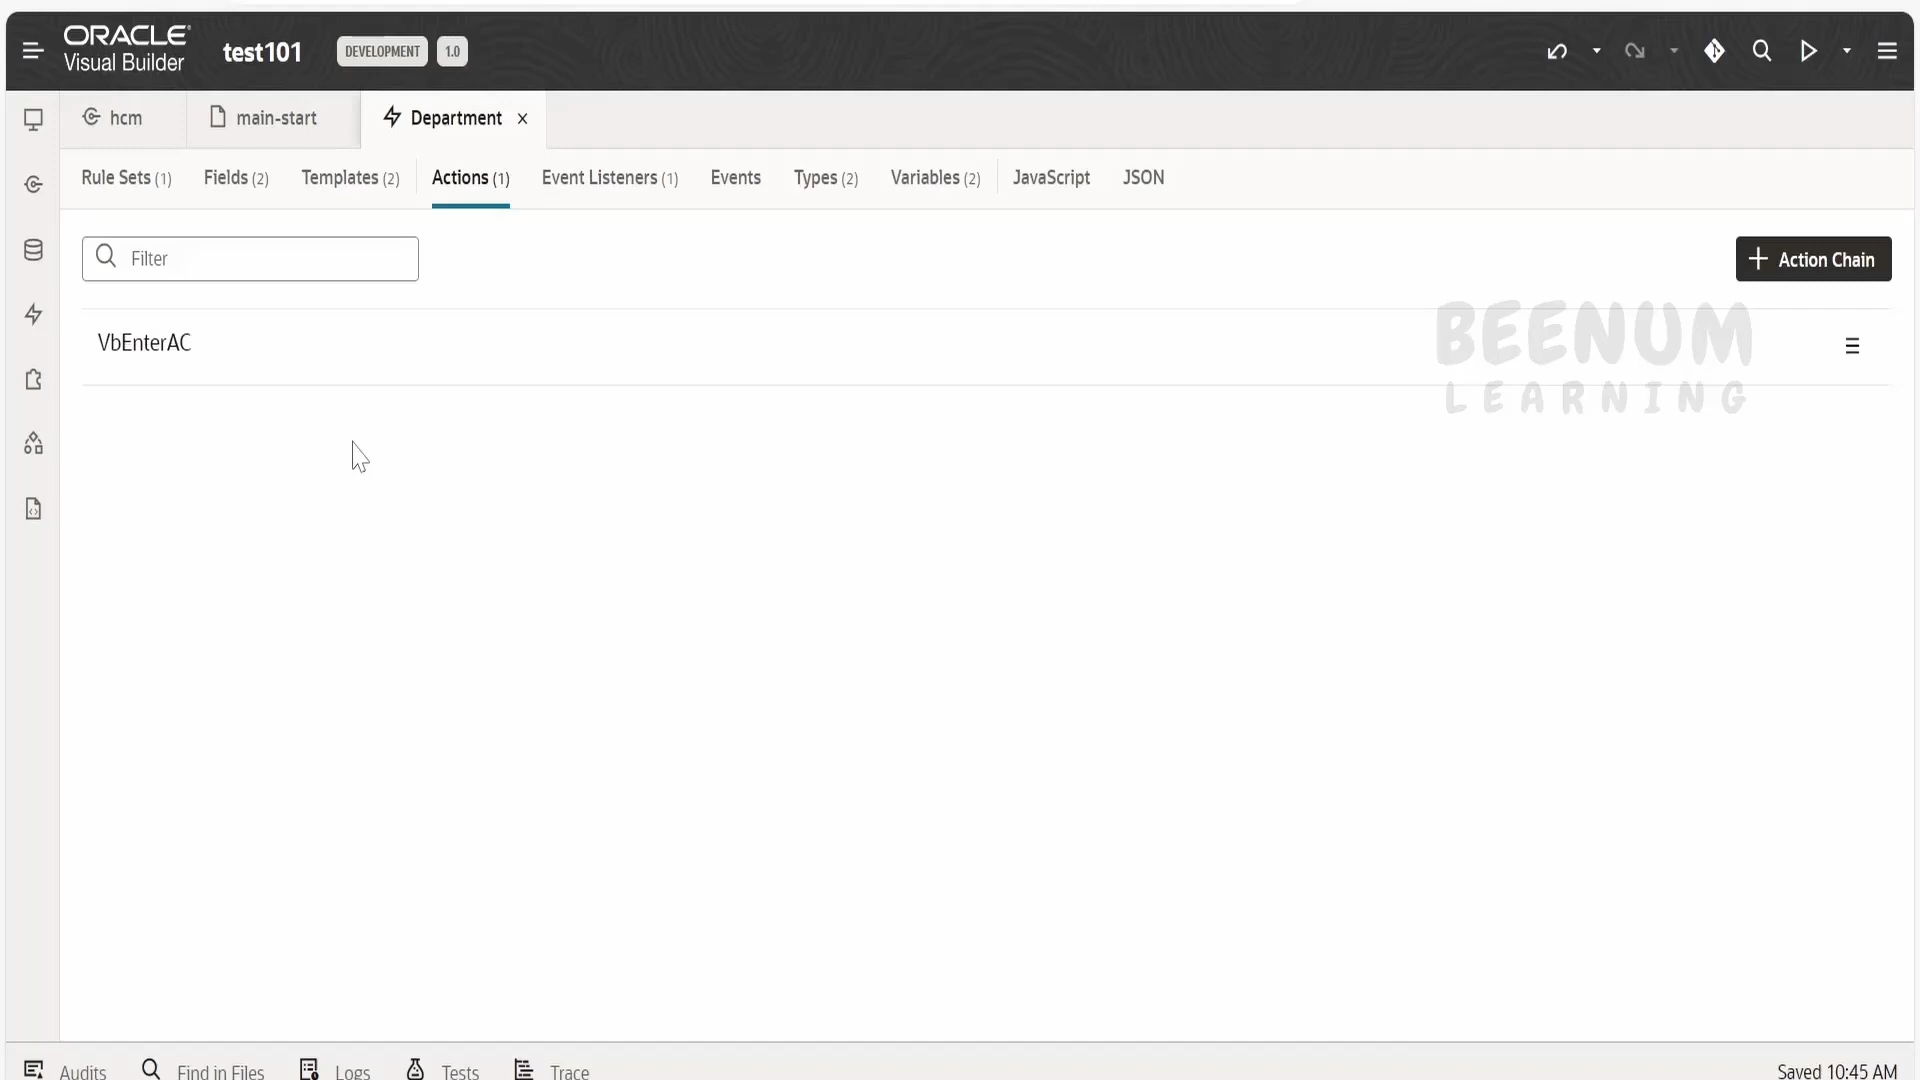 ORACLE
Visual Builder
test101
DEVELOPMENT
1.0
hcm
main-start
Department
Rule Sets (1)
Fields (2)
Templates (2)
Actions (1)
Event Listeners (1)
Events
Types (2)
Variables (2)
JavaScript
JSON
Filter
Action Chain
BEENUM
LEARNING
VbEnterAC
Audits
Find in Files
Logs
Tests
Trace
Saved 10:45 AM